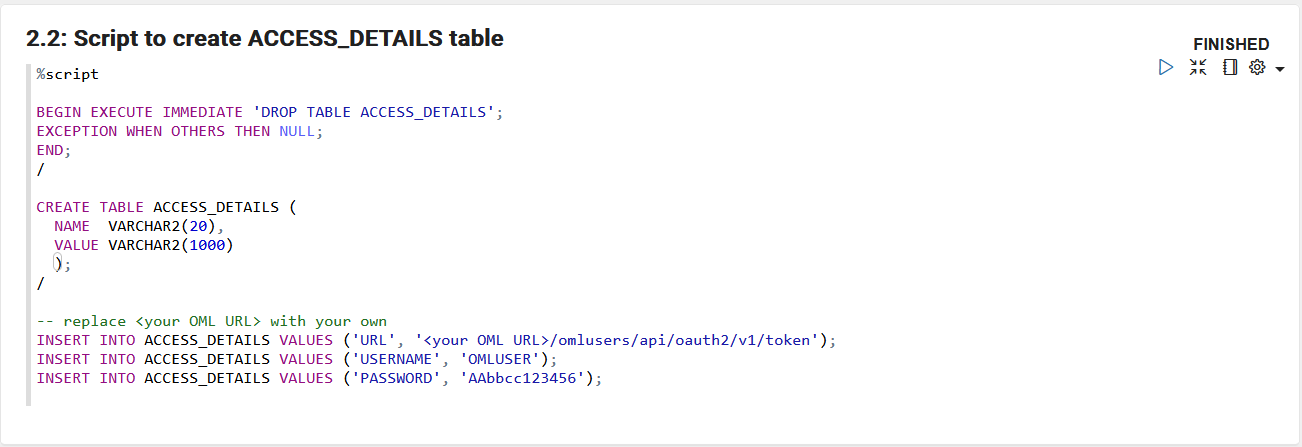 2.2: Script to create ACCESS_DETAILS table
FINISHED
%script
BEGIN EXECUTE IMMEDIATE 'DROP TABLE ACCESS_DETAILS';
EXCEPTION WHEN OTHERS THEN NULL;
END;
/
CREATE TABLE ACCESS_DETAILS (
  NAME  VARCHAR2(20),
  VALUE VARCHAR2(1000)
  );
/
-- replace <your OML URL> with your own
INSERT INTO ACCESS_DETAILS VALUES ('URL', '<your OML URL>/omlusers/api/oauth2/v1/token');
INSERT INTO ACCESS_DETAILS VALUES ('USERNAME', 'OMLUSER');
INSERT INTO ACCESS_DETAILS VALUES ('PASSWORD', 'AAbbcc123456');